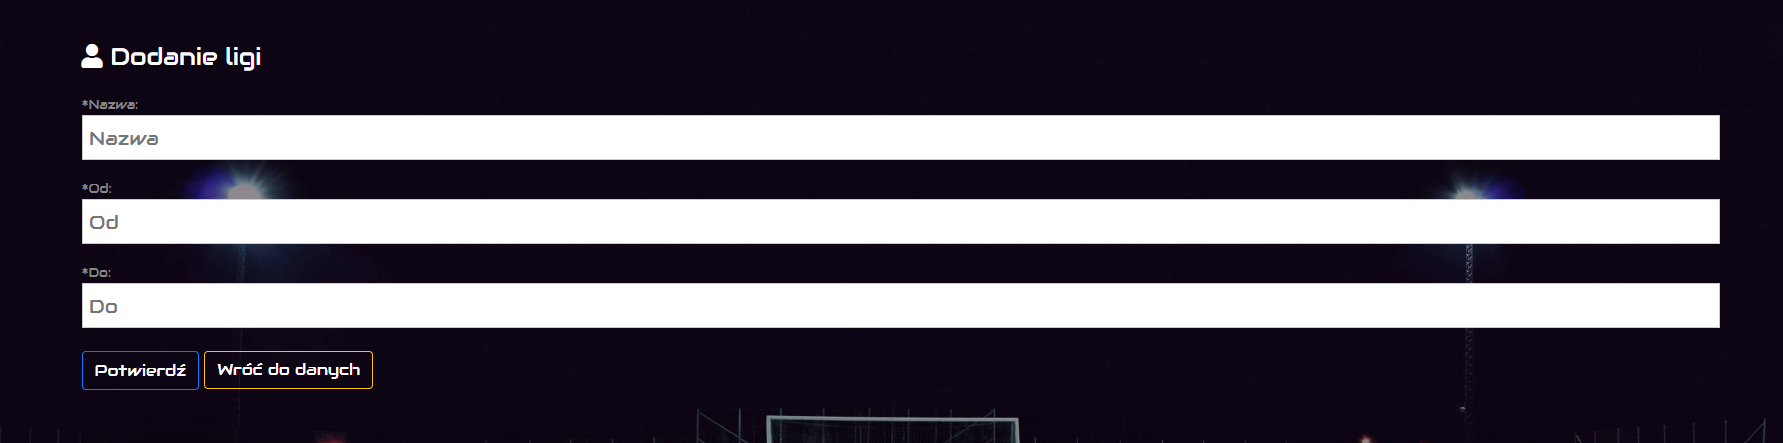 Dodanie ligi
*Nazwa:
Nazwa
*Od:
Od
*Do:
Do
Potwierdź Wróć do danych